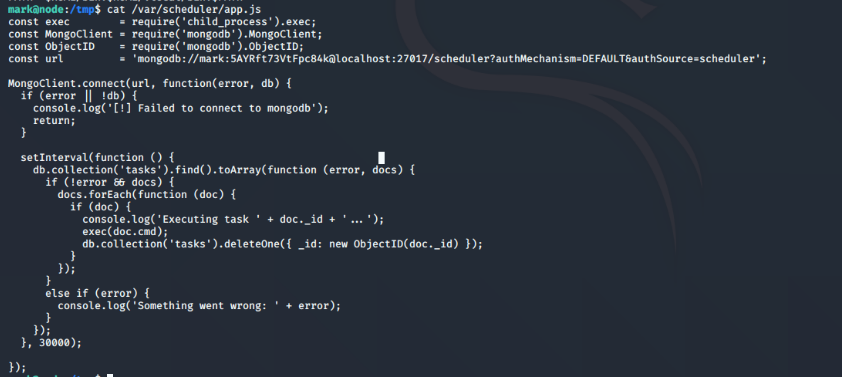 mark@node:/tmp$ cat /var/scheduler/app.js
const exec        = require('child_process').exec;
const MongoClient = require('mongodb').MongoClient;
const ObjectID    = require('mongodb').ObjectID;
const url         = 'mongodb://mark:5AYRft73VtFpc84k@localhost:27017/scheduler?authMechanism=DEFAULT&authSource=scheduler';

MongoClient.connect(url, function(error, db) {
  if (error || !db) {
    console.log('[!] Failed to connect to mongodb');
    return;
  }

  setInterval(function () {
    db.collection('tasks').find().toArray(function (error, docs) {
      if (!error && docs) {
        docs.forEach(function (doc) {
          if (doc) {
            console.log('Executing task ' + doc._id + '...');
            exec(doc.cmd);
            db.collection('tasks').deleteOne({ _id: new ObjectID(doc._id) });
          }
        });
      }
      else if (error) {
        console.log('Something went wrong: ' + error);
      }
    });
  }, 30000);

});